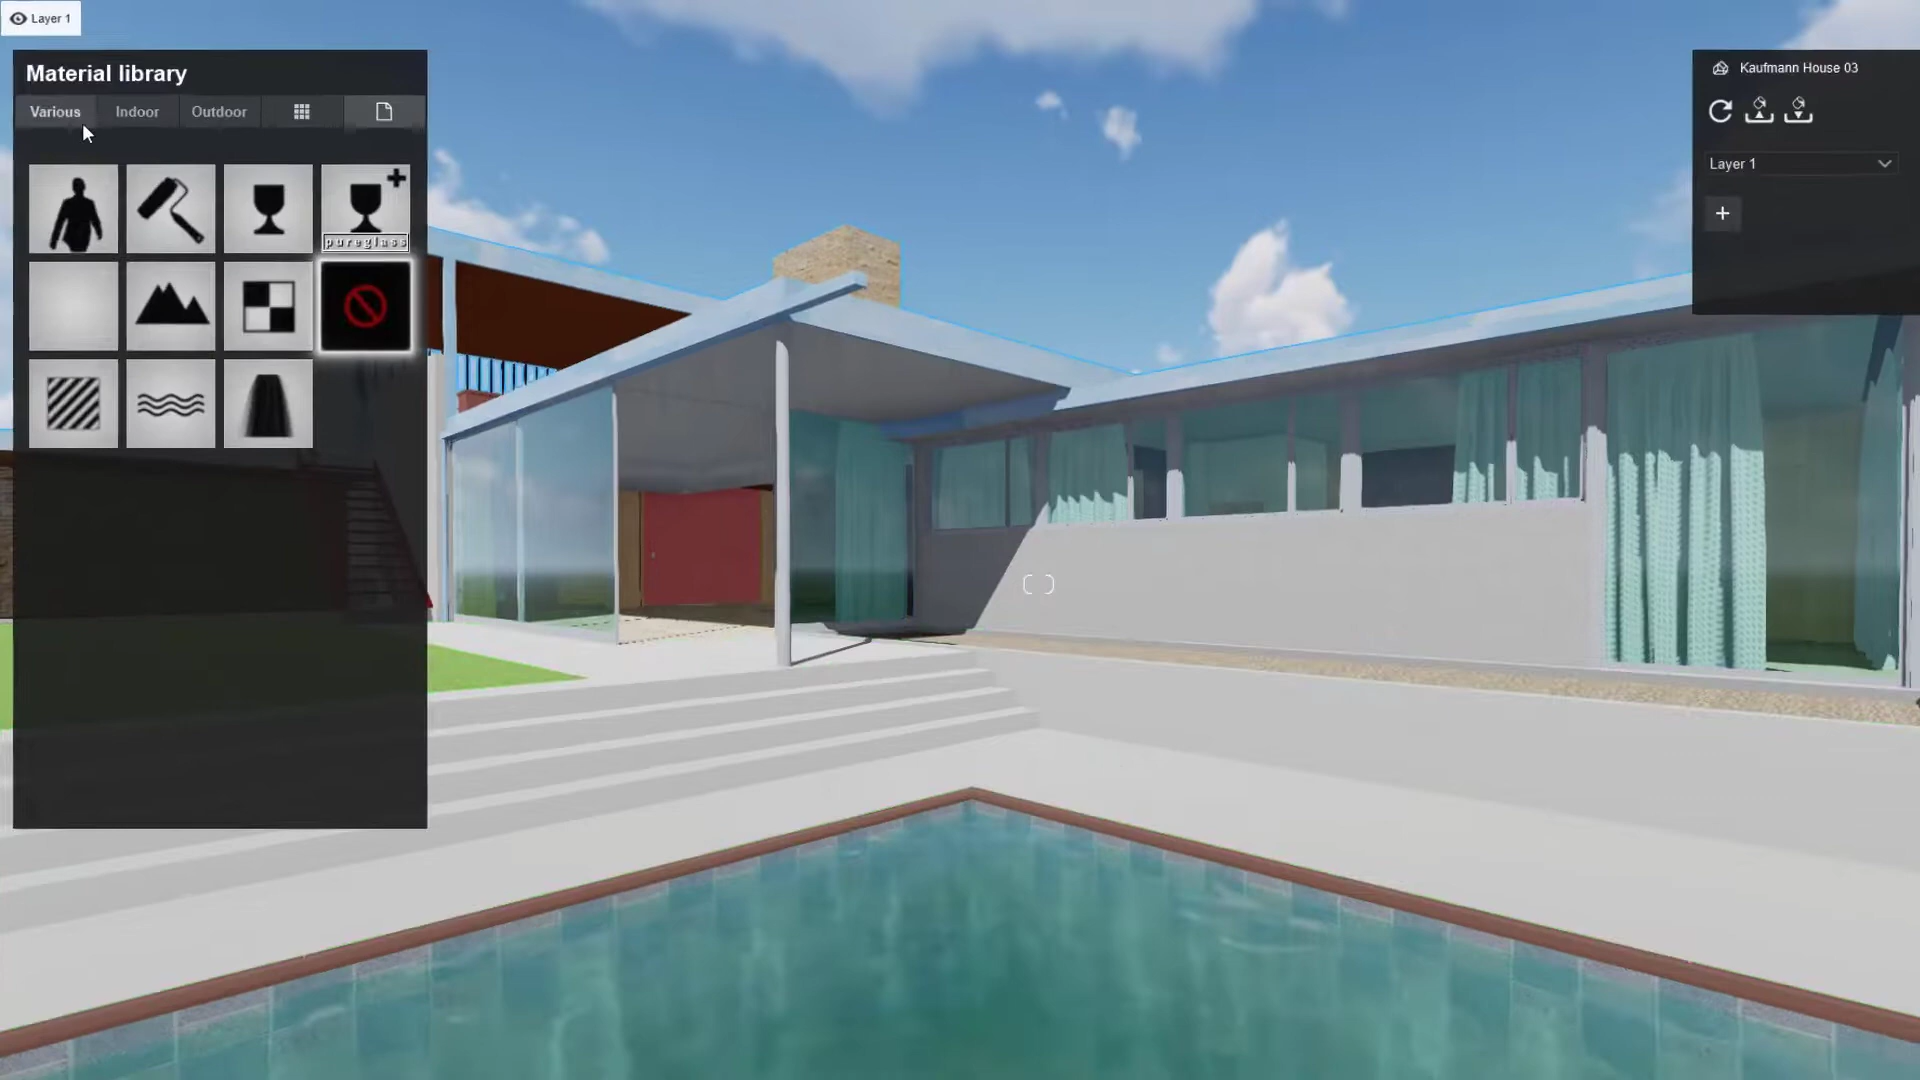 Layer 1
Material library
Various
Indoor
Outdoor
pureglass
Kaufmann House 03
Layer 1